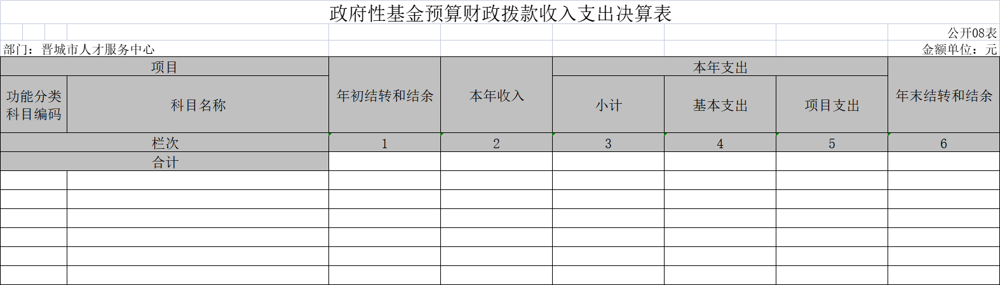 政府性基金预算财政拨款收入支出决算表
公开08表
部门：晋城市人才服务中心 金额单位：元
项目 年初结转和结余 本年收入 本年支出 年末结转和结余
功能分类
科目编码 科目名称 小计 基本支出 项目支出
栏次 1 2 3 4 5 6
合计